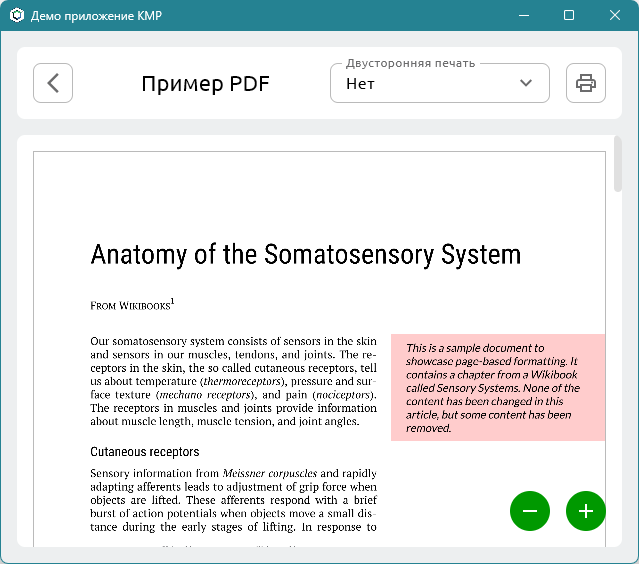 Демо приложение KMP
Пример PDF
Двусторонняя печать
Нет
Anatomy of the Somatosensory System
From Wikibooks1
Our somatosensory system consists of sensors in the skin
and sensors in our muscles, tendons, and joints. The re-
ceptors in the skin, the so called cutaneous receptors, tell
us about temperature (thermoreceptors), pressure and sur-
face texture (mechano receptors), and pain (nociceptors).
The receptors in muscles and joints provide information
about muscle length, muscle tension, and joint angles.
This is a sample document to
showcase page-based formatting. It
contains a chapter from a Wikibook
called Sensory Systems. None of the
content has been changed in this
article, but some content has been
removed.
Cutaneous receptors
Sensory information from Meissner corpuscles and rapidly
adapting afferents leads to adjustment of grip force when
objects are lifted. These afferents respond with a brief
burst of action potentials when objects move a small dis-
tance during the early stages of lifting. In response to